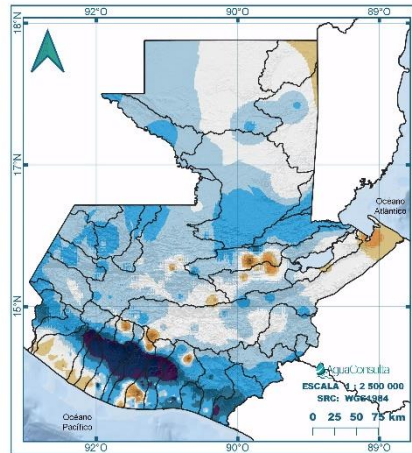 92°O 90°O 89°O
18°N
17°N
16°N
15°N
Océano
Atlántico
AguaConsulta
ESCALA 1: 2 500 000
SRC: WGS4984
0 25 50 75 km
Océano
Pacífico
92°O 90°O 89°O